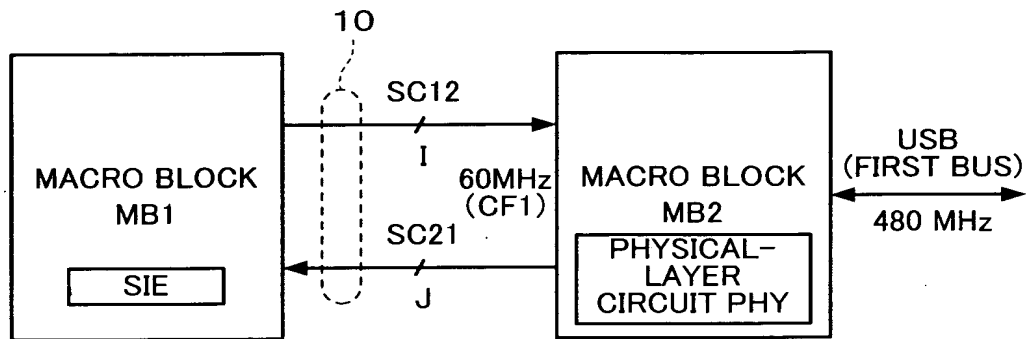 10
SC12
I
MACRO BLOCK
MB1
SIE
60MHz
(CF1)
SC21
J
MACRO BLOCK
MB2
PHYSICAL-
LAYER
CIRCUIT PHY
USB
(FIRST BUS)
480 MHz